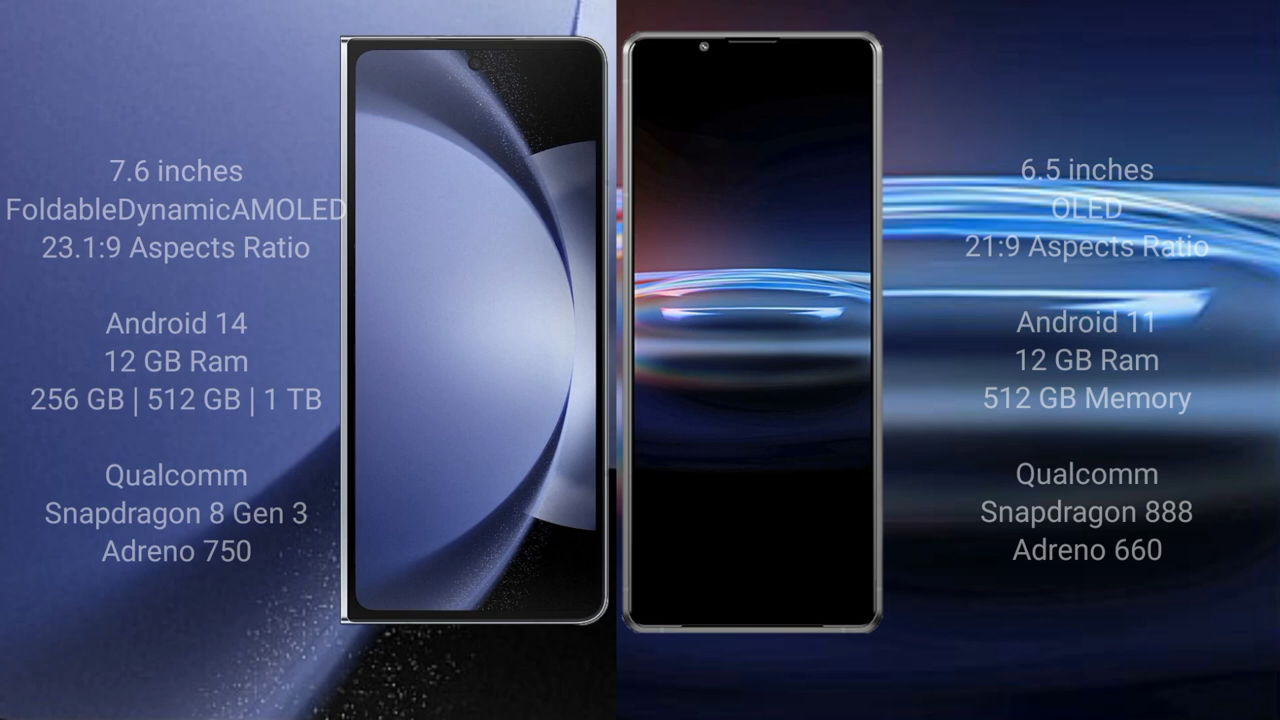 7.6 inches
FoldableDynamicAMOLED
23.1:9 Aspects Ratio
Android 14
12 GB Ram
256 GB | 512 GB | 1 TB
Qualcomm
Snapdragon 8 Gen 3
Adreno 750
6.5 inches
OLED
21:9 Aspects Ratio
Android 11
12 GB Ram
512 GB Memory
Qualcomm
Snapdragon 888
Adreno 660